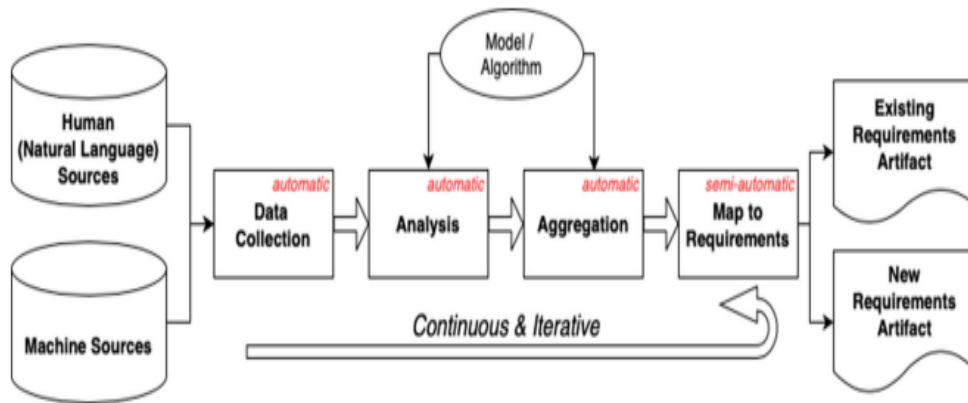 Model /
Algorithm
Human
(Natural Language)
Sources
Machine Sources
automatic
Data
Collection
automatic
Analysis
automatic
Aggregation
semi-automatic
Map to
Requirements
Existing
Requirements
Artifact
New
Requirements
Artifact
Continuous & Iterative